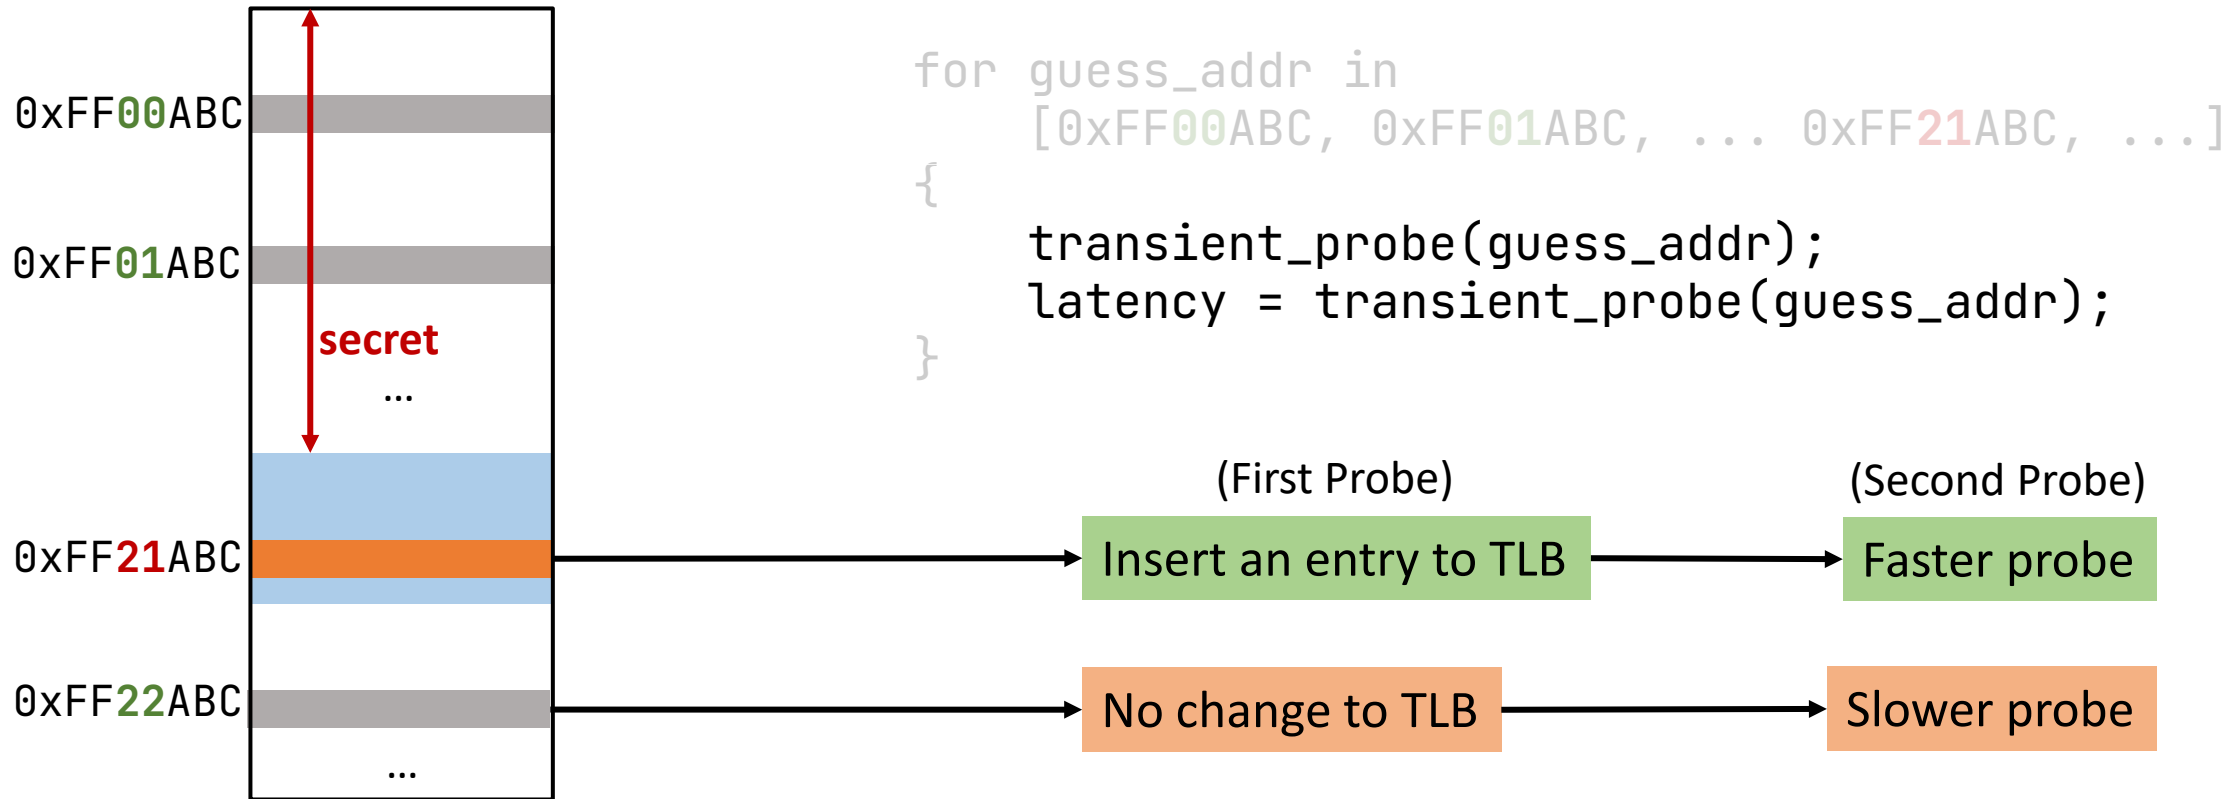 0xFF00ABC
0xFF01ABC
secret
...
0xFF21ABC
0xFF22ABC
...
for guess_addr in
[0xFF00ABC, 0xFF01ABC, ... 0xFF21ABC, ...]
{
transient_probe(guess_addr);
latency = transient_probe(guess_addr);
}
(First Probe)
(Second Probe)
Insert an entry to TLB
Faster probe
No change to TLB
Slower probe